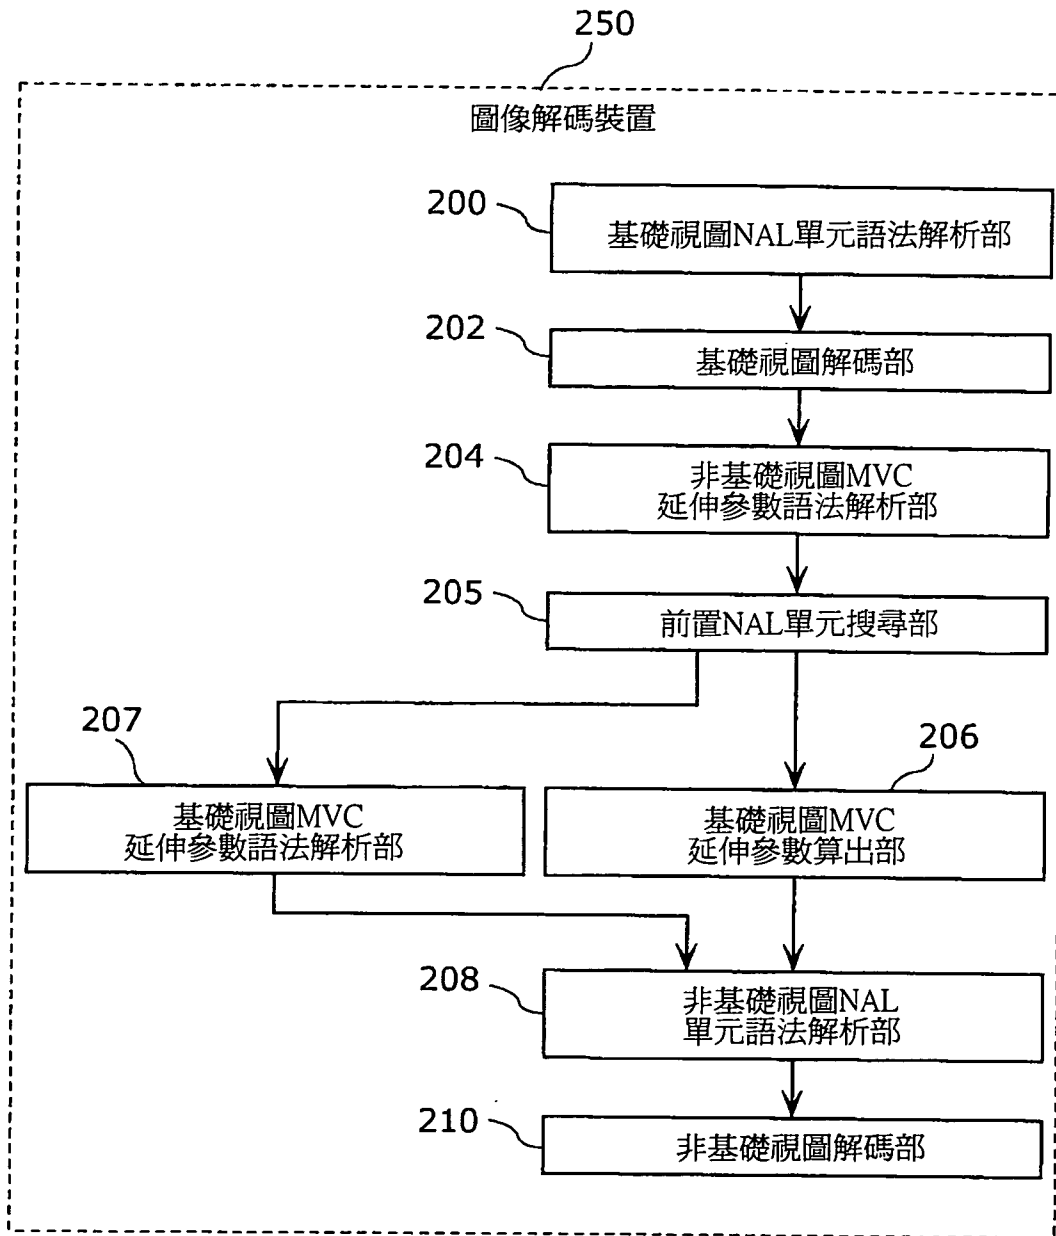 250
圖像解碼裝置
200
基礎視圖NAL單元語法解析部
202
基礎視圖解碼部
204
非基礎視圖MVC
延伸參數語法解析部
205
前置NAL單元搜尋部
207
基礎視圖MVC
延伸參數語法解析部
206
基礎視圖MVC
延伸參數算出部
208
非基礎視圖NAL
單元語法解析部
210
非基礎視圖解碼部